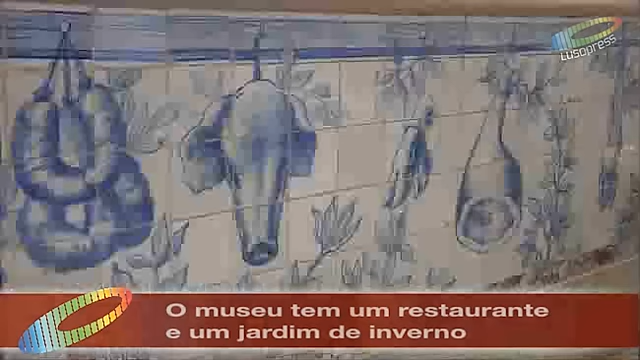 LUSOPRESS
O museu tem um restaurante
e um jardim de inverno